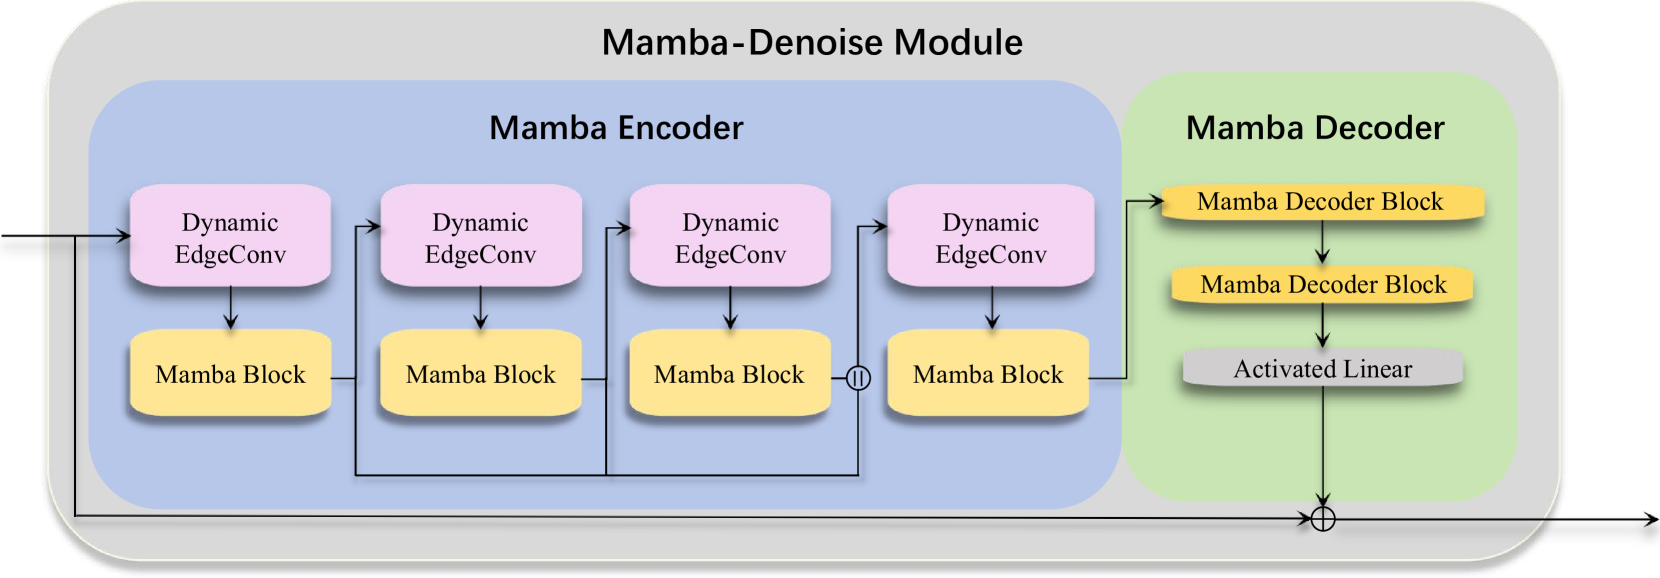 Mamba-Denoise Module
Mamba Encoder
Mamba Decoder
Dynamic
EdgeConv
Dynamic
EdgeConv
Dynamic
EdgeConv
Dynamic
EdgeConv
Mamba Block
Mamba Block
Mamba Block
Mamba Block
Mamba Decoder Block
Mamba Decoder Block
Activated Linear